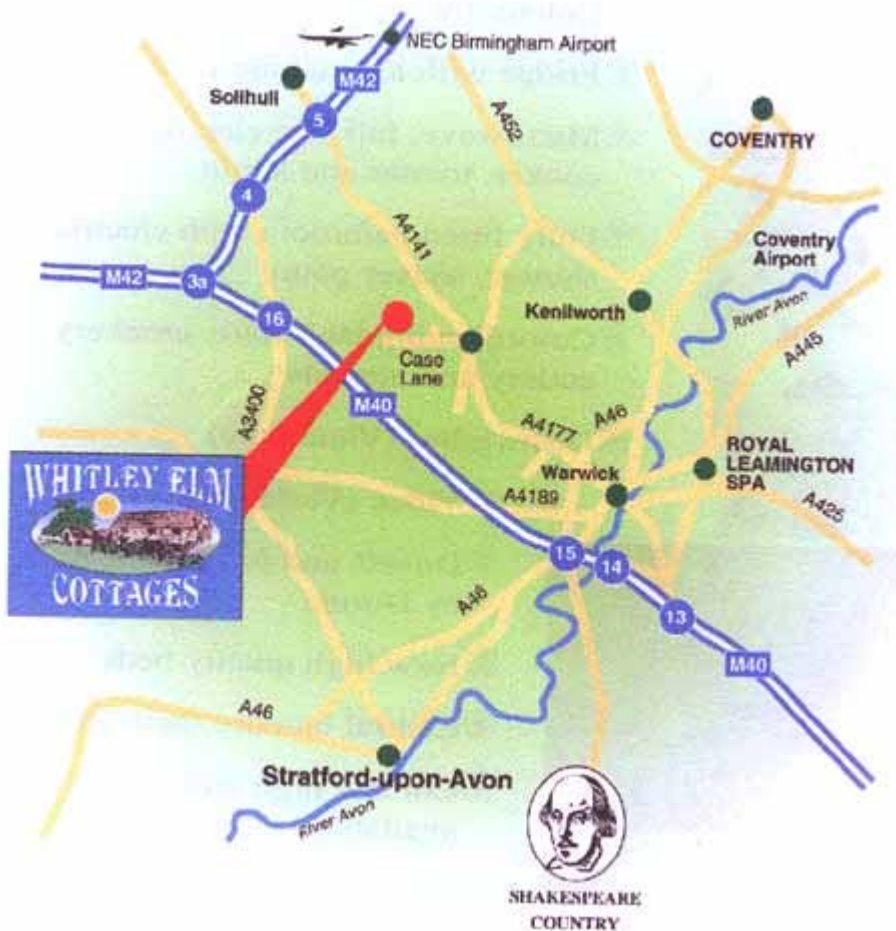 NEC Birmingham Airport
M42
Solihull
5
A452
COVENTRY
4
A4141
Coventry
Airport
M42
3a
16
Kenilworth
River Avon
Case
Lane
A445
M40
A3400
A4177
A46
ROYAL
LEAMINGTON
SPA
WHITLEY ELM
COTTAGES
Warwick
A4189
A425
15
14
A46
13
M40
A46
Stratford-upon-Avon
River Avon
SHAKESPEARE
COUNTRY